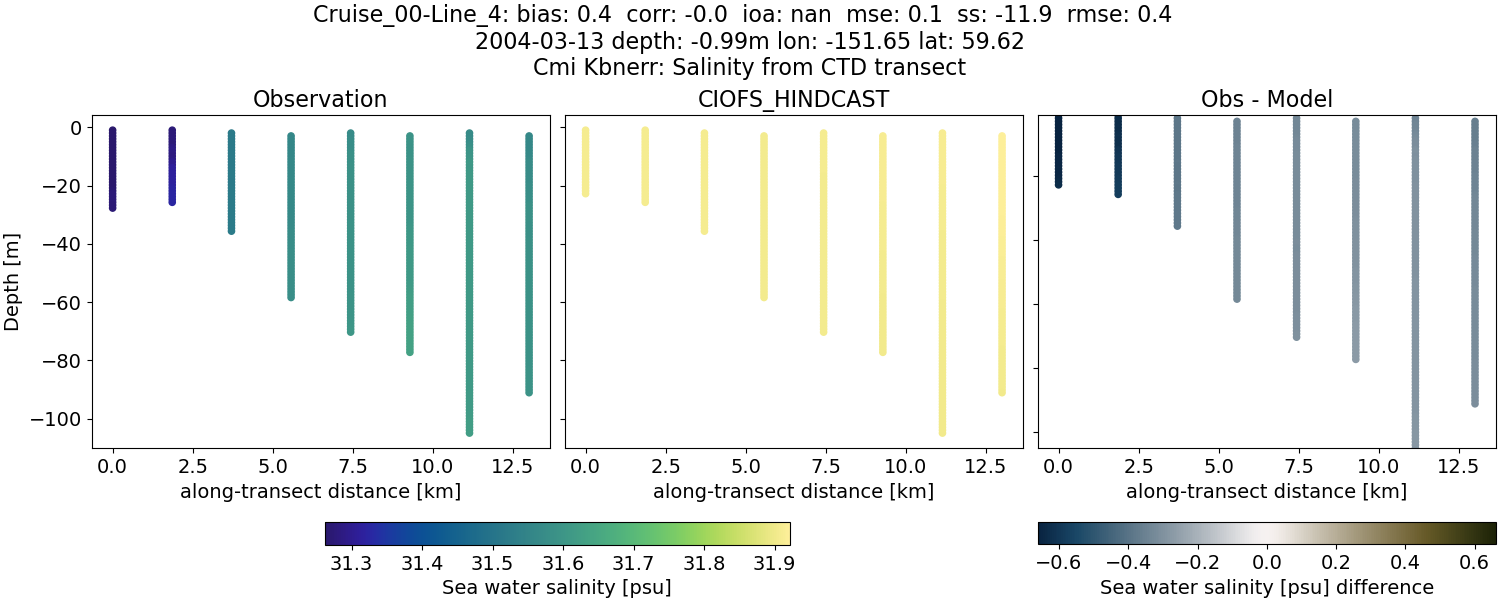 Cruise_00-Line_4: bias: 0.4  corr: -0.0  ioa: nan  mse: 0.1  ss: -11.9  rmse: 0.4
2004-03-13 depth: -0.99m lon: -151.65 lat: 59.62
Cmi Kbnerr: Salinity from CTD transect
Observation
CIOFS_HINDCAST
Obs - Model
Depth [m]
0
−20
−40
−60
−80
−100
0.0 2.5 5.0 7.5 10.0 12.5
0.0 2.5 5.0 7.5 10.0 12.5
0.0 2.5 5.0 7.5 10.0 12.5
along-transect distance [km]
along-transect distance [km]
along-transect distance [km]
31.3 31.4 31.5 31.6 31.7 31.8 31.9
Sea water salinity [psu]
−0.6 −0.4 −0.2 0.0 0.2 0.4 0.6
Sea water salinity [psu] difference